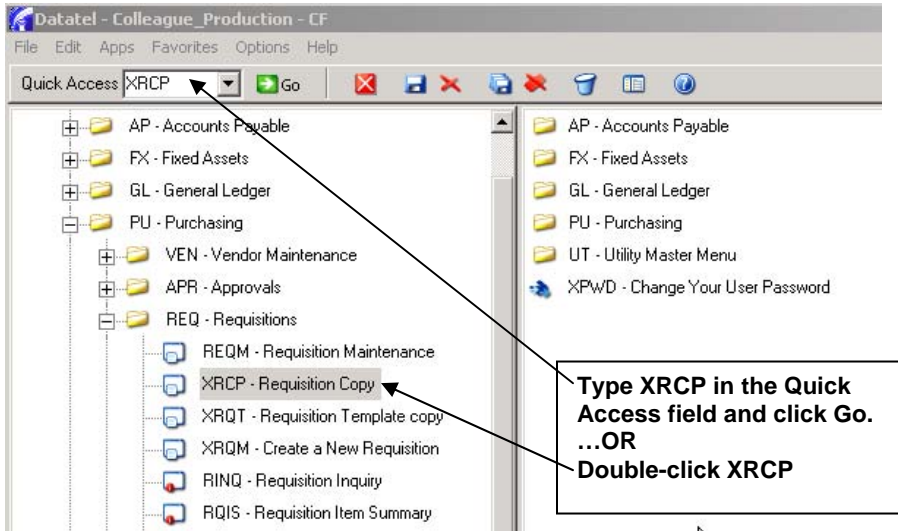 Datatel - Colleague_Production - CF
File Edit Apps Favorites Options Help
Quick Access XRCP Go
AP - Accounts Payable
FX - Fixed Assets
GL - General Ledger
PU - Purchasing
VEN - Vendor Maintenance
APR - Approvals
REQ - Requisitions
REQM - Requisition Maintenance
XRCP - Requisition Copy
XRQT - Requisition Template copy
XRQM - Create a New Requisition
RINQ - Requisition Inquiry
RQIS - Requisition Item Summary
AP - Accounts Payable
FX - Fixed Assets
GL - General Ledger
PU - Purchasing
UT - Utility Master Menu
XPWD - Change Your User Password
Type XRCP in the Quick
Access field and click Go.
…OR
Double-click XRCP